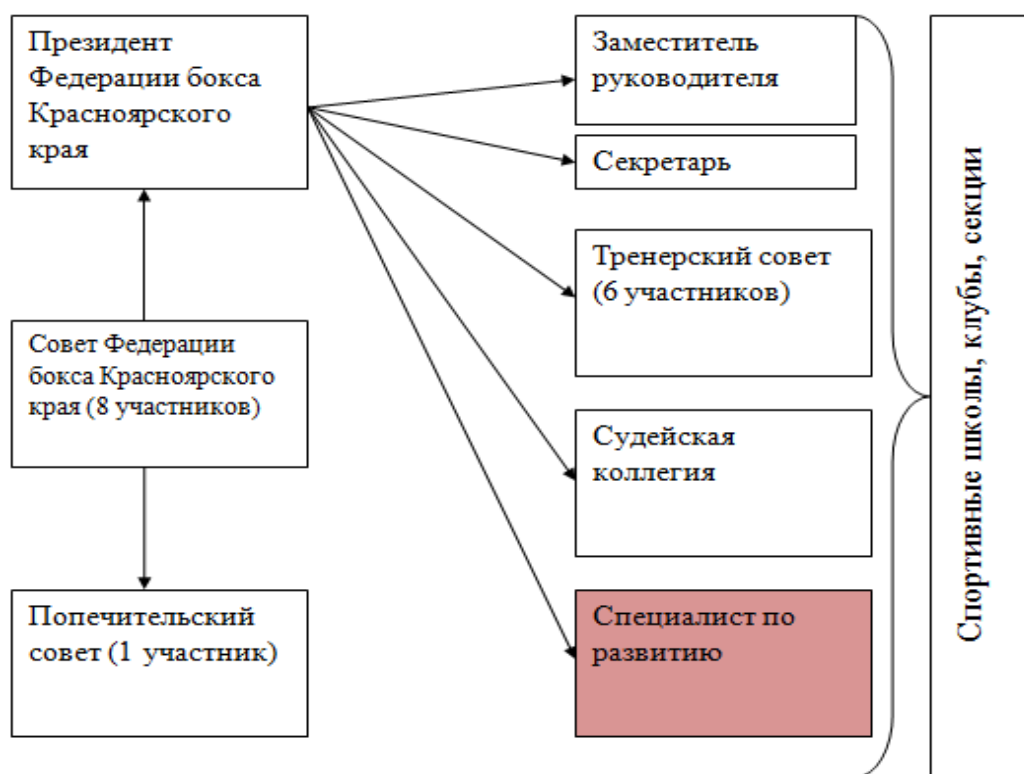 Президент
Федерации бокса
Красноярского
края
Совет Федерации
бокса Красноярского
края (8 участников)
Попечительский
совет (1 участник)
Заместитель
руководителя
Секретарь
Тренерский совет
(6 участников)
Судейская
коллегия
Специалист по
развитию
Спортивные школы, клубы, секции